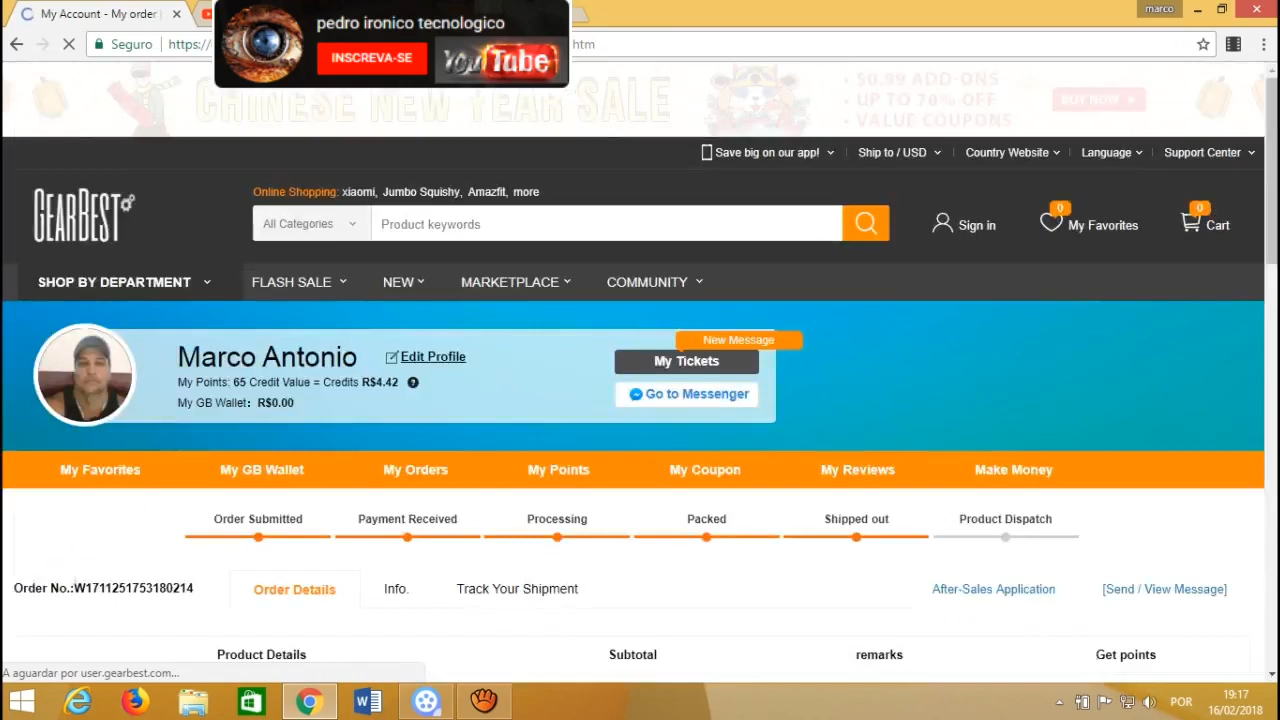 My Account - My order
marco
pedro ironico tecnologico
INSCREVA-SE
YouTube
Seguro
https://
htm
CHINESE NEW YEAR SALE
• $0.99 ADD-ONS
• UP TO 70% OFF
• VALUE COUPONS
BUY NOW »
Save big on our app!
Ship to / USD
Country Website
Language
Support Center
GEARBEST
Online Shopping: xiaomi, Jumbo Squishy, Amazfit, more
All Categories
Product keywords
Sign in
0
My Favorites
0
Cart
SHOP BY DEPARTMENT
FLASH SALE
NEW
MARKETPLACE
COMMUNITY
Marco Antonio
Edit Profile
My Points: 65 Credit Value = Credits R$4.42 ?
My GB Wallet: R$0.00
New Message
My Tickets
Go to Messenger
My Favorites
My GB Wallet
My Orders
My Points
My Coupon
My Reviews
Make Money
Order Submitted
Payment Received
Processing
Packed
Shipped out
Product Dispatch
Order No.:W1711251753180214
Order Details
Info.
Track Your Shipment
After-Sales Application
[Send / View Message]
Product Details
Subtotal
remarks
Get points
A aguardar por user.gearbest.com...
POR
19:17
16/02/2018